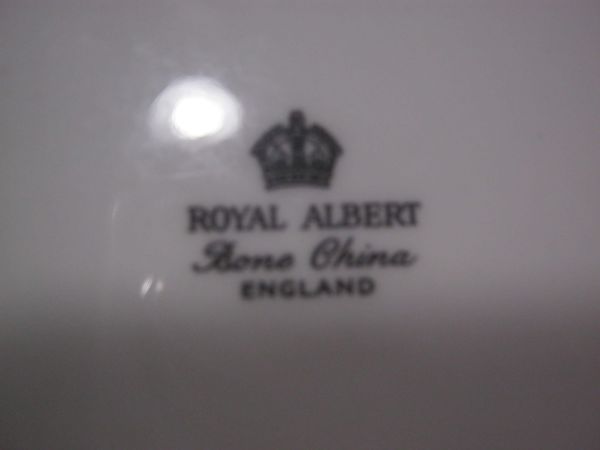 ROYAL ALBERT
Bone China
ENGLAND